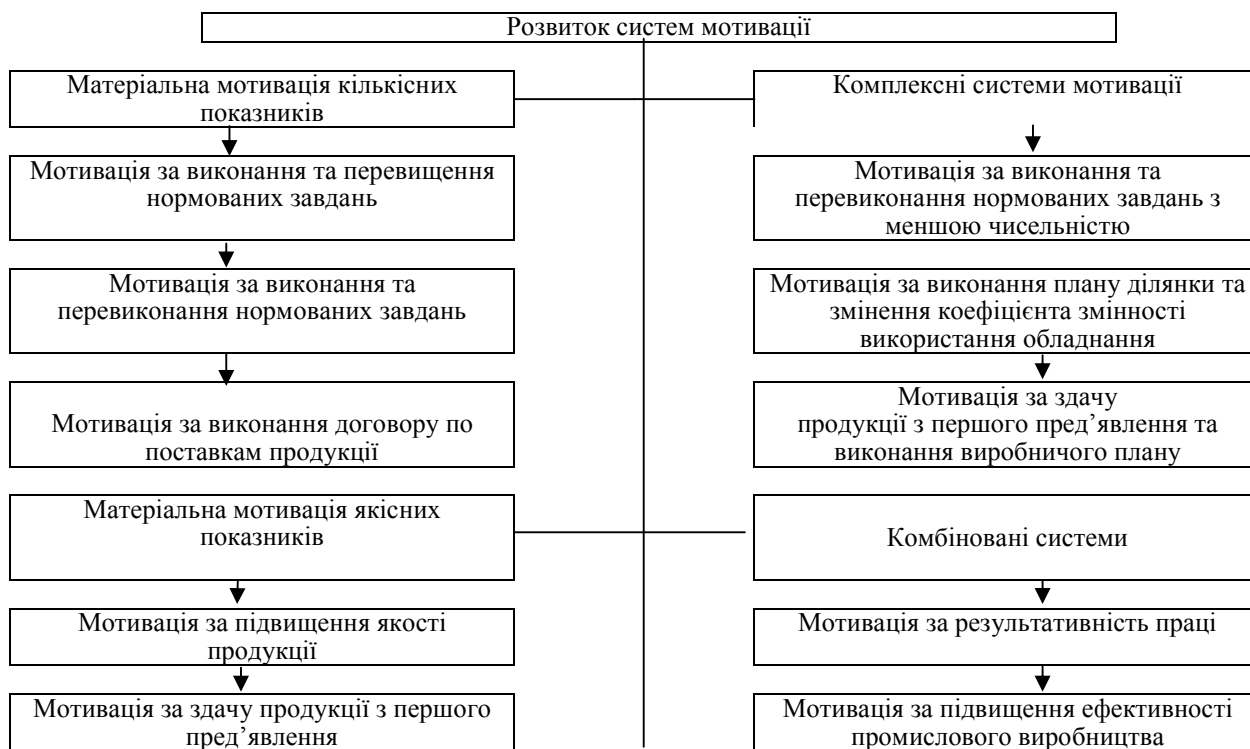 Розвиток систем мотивації
Матеріальна мотивація кількісних
показників
Мотивація за виконання та перевищення
нормованих завдань
Мотивація за виконання та
перевиконання нормованих завдань
Мотивація за виконання договору по
поставкам продукції
Матеріальна мотивація якісних
показників
Мотивація за підвищення якості
продукції
Мотивація за здачу продукції з першого
пред’явлення
Комплексні системи мотивації
Мотивація за виконання та
перевиконання нормованих завдань з
меншою чисельністю
Мотивація за виконання плану ділянки та
змінення коефіцієнта змінності
використання обладнання
Мотивація за здачу
продукції з першого пред’явлення та
виконання виробничого плану
Комбіновані системи
Мотивація за результативність праці
Мотивація за підвищення ефективності
промислового виробництва